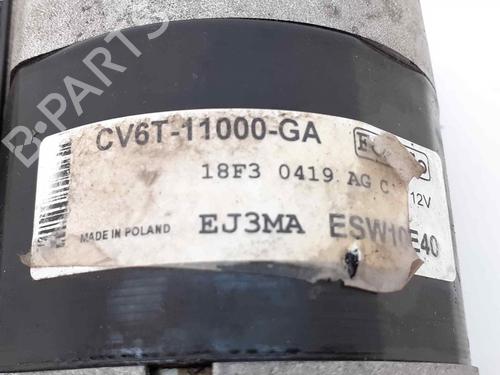 B-PARTS
CV6T-11000-GA
18F3 0419 AG C
12V
MADE IN POLAND
EJ3MA